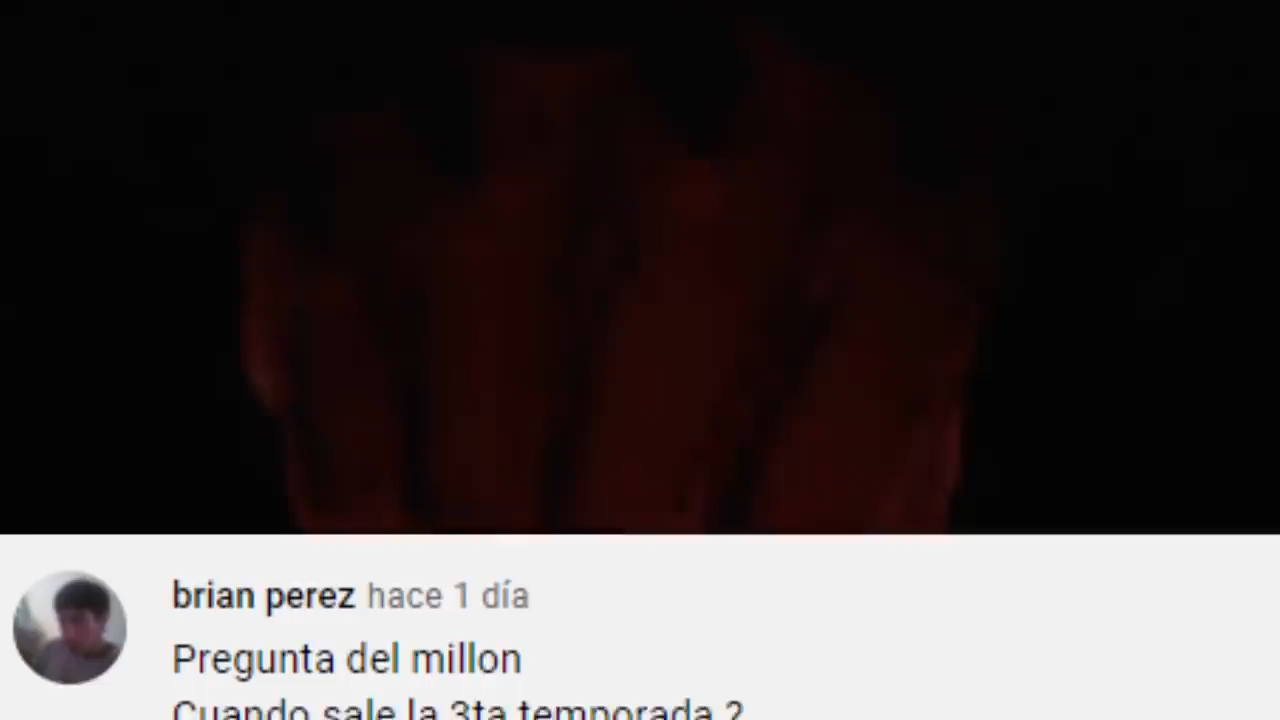 brian perez hace 1 día
Pregunta del millon
Cuando sale la 3ta temporada ?